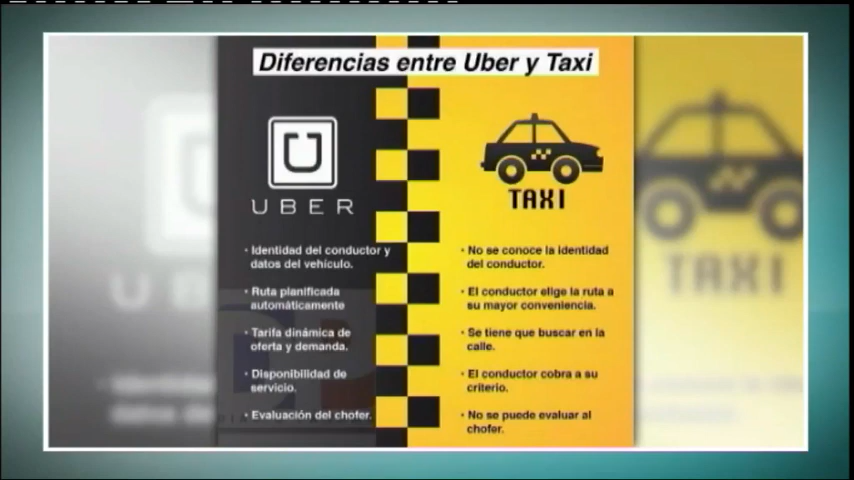 Diferencias entre Uber y Taxi
UBER
TAXI
• Identidad del conductor y
datos del vehículo.
• Ruta planificada
automáticamente
• Tarifa dinámica de
oferta y demanda.
• Disponibilidad de
servicio.
• Evaluación del chofer.
• No se conoce la identidad
del conductor.
• El conductor elige la ruta a
su mayor conveniencia.
• Se tiene que buscar en la
calle.
• El conductor cobra a su
criterio.
• No se puede evaluar al
chofer.